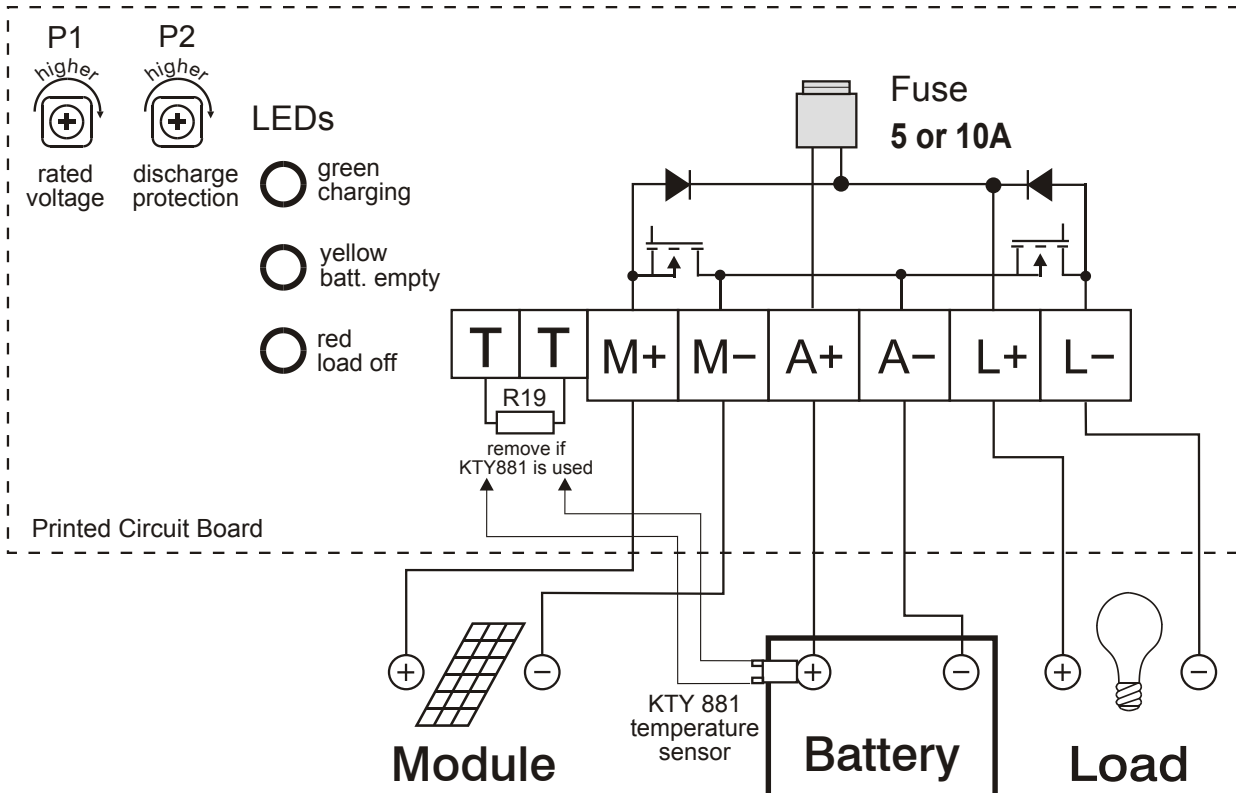 P1
higher
rated
voltage
P2
higher
discharge
protection
LEDs
green
charging
yellow
batt. empty
red
load off
Fuse
5 or 10A
T
T
M+
M−
A+
A−
L+
L−
R19
remove if
KTY881 is used
Printed Circuit Board
+
−
Module
KTY 881
temperature
sensor
+
−
Battery
+
−
Load